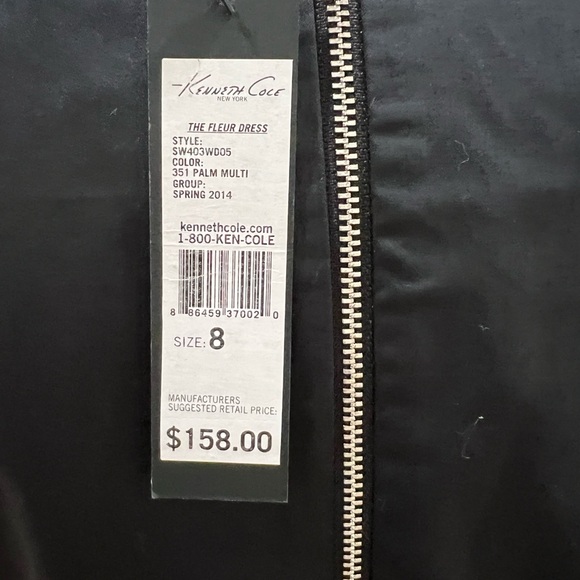 KENNETH COLE
NEW YORK
THE FLEUR DRESS
STYLE:
SW403WD05
COLOR:
351 PALM MULTI
GROUP:
SPRING 2014
kennethcole.com
1-800-KEN-COLE
8 86459 37002 0
SIZE: 8
MANUFACTURERS
SUGGESTED RETAIL PRICE:
$158.00